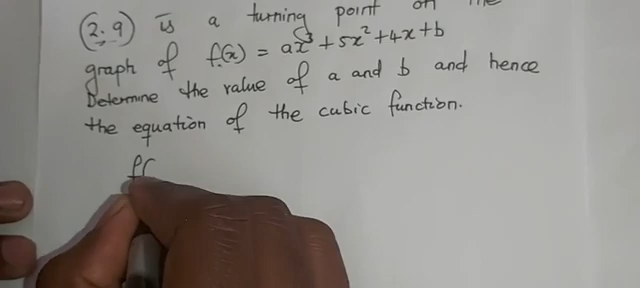 (2.9) is a turning point on the
graph of f(x) = ax³ + 5x² + 4x + b
Determine the value of a and b and hence
the equation of the cubic function.
f(